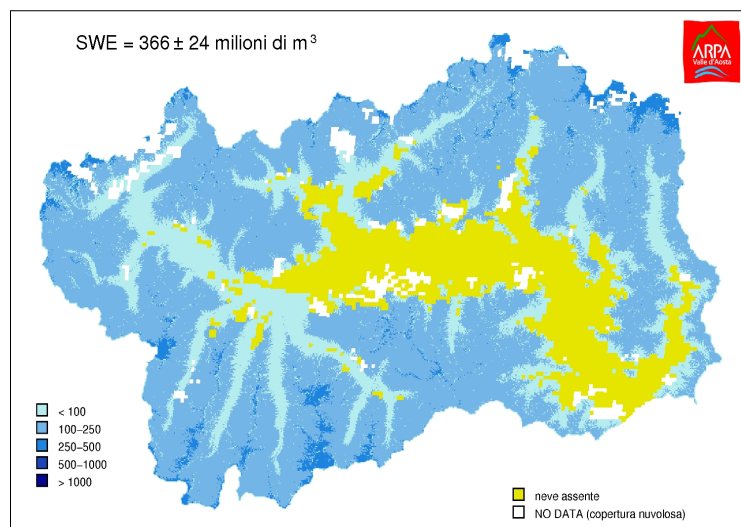 SWE = 366 ± 24 milioni di m³
ARPA
Valle d'Aosta
< 100
100−250
250−500
500−1000
> 1000
neve assente
NO DATA (copertura nuvolosa)